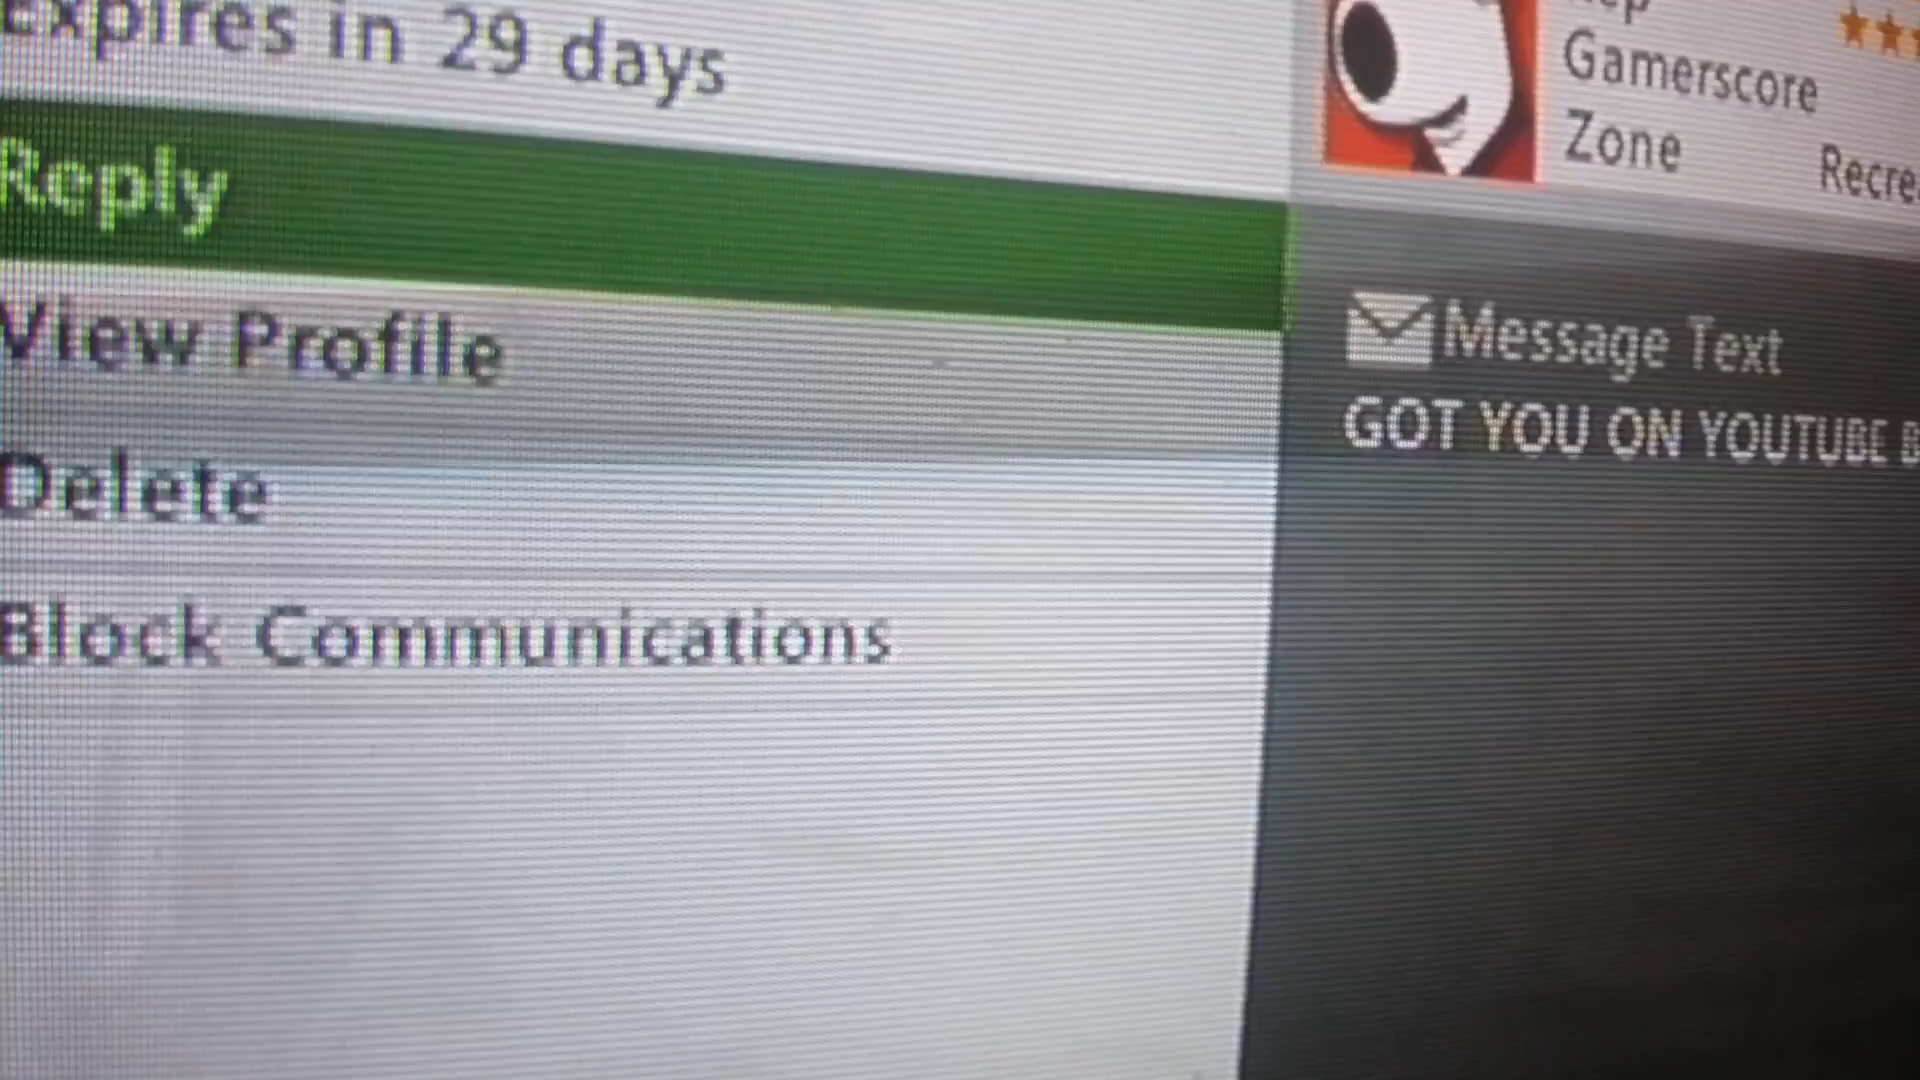 Expires in 29 days
Reply
View Profile
Delete
Block Communications
Gamerscore
Zone
Message Text
GOT YOU ON YOUTUBE